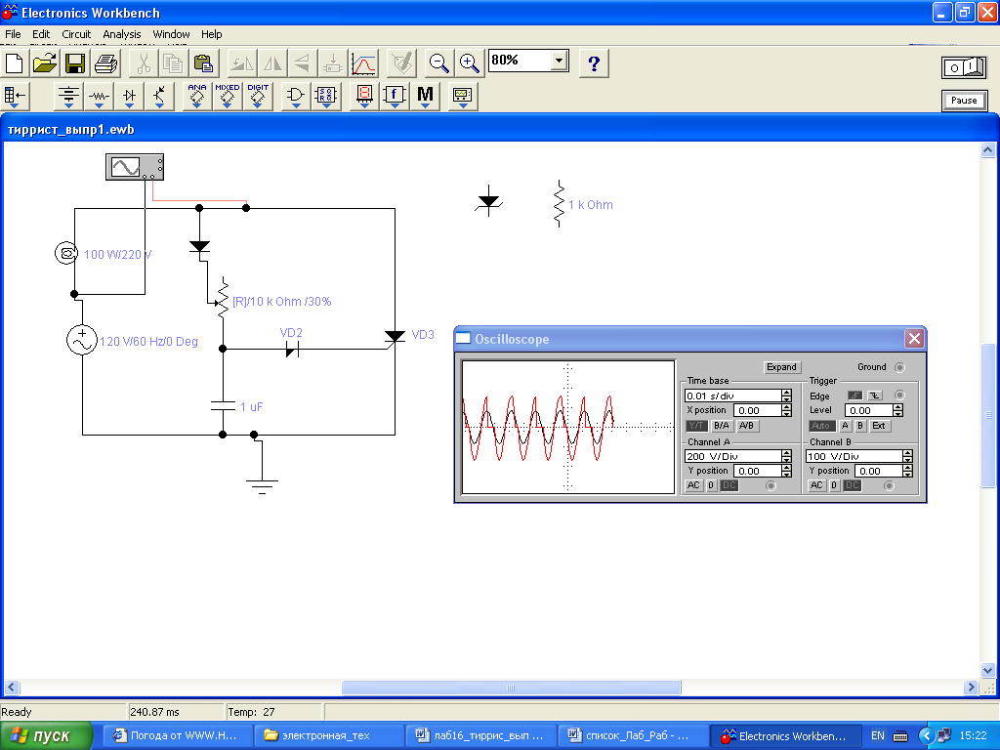 Electronics Workbench
File Edit Circuit Analysis Window Help
80%
?
ANA MIXED DIGIT
f M
Pause
тиррист_выпр1.ewb
1 k Ohm
100 W/220 V
[R]/10 k Ohm /30%
120 V/60 Hz/0 Deg
VD2
VD3
1 uF
Oscilloscope
Expand Ground
Time base Trigger
0.01 s/div Edge
X position 0.00 Level 0.00
Y/T B/A A/B Auto A B Ext
Channel A Channel B
200 V/Div 100 V/Div
Y position 0.00 Y position 0.00
AC 0 DC AC 0 DC
Ready 240.87 ms Temp: 27
пуск Погода от WWW.H... электронная_тех лаб16_тиррис_вып ... список_Лаб_Раб - ... Electronics Workben... EN 15:22